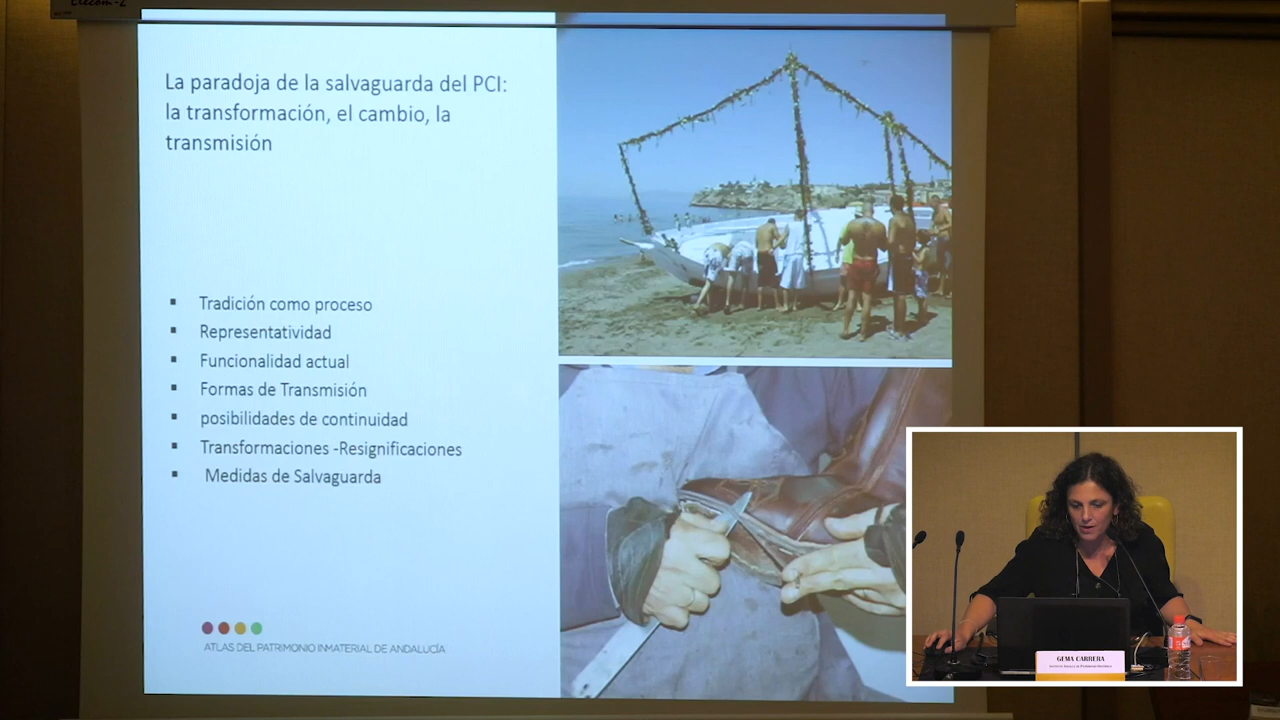 La paradoja de la salvaguarda del PCI:
la transformación, el cambio, la
transmisión
▪ Tradición como proceso
▪ Representatividad
▪ Funcionalidad actual
▪ Formas de Transmisión
▪ posibilidades de continuidad
▪ Transformaciones -Resignificaciones
▪ Medidas de Salvaguarda
ATLAS DEL PATRIMONIO INMATERIAL DE ANDALUCÍA
GEMA CARRERA